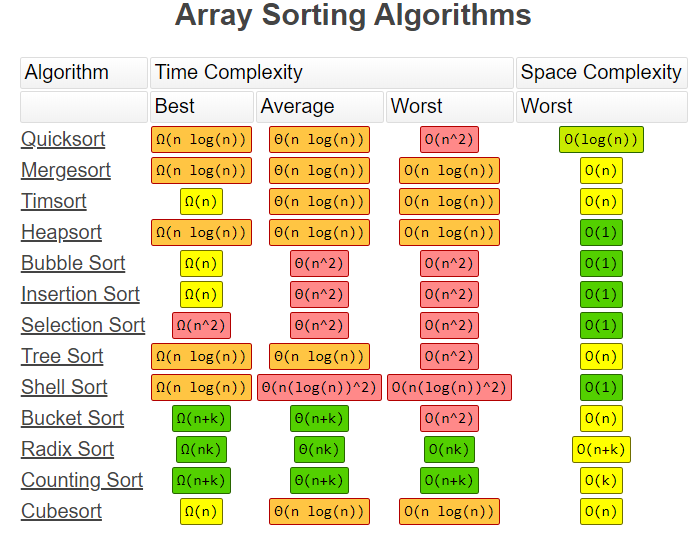 Array Sorting Algorithms
Algorithm Time Complexity Space Complexity
Best Average Worst Worst
Quicksort Ω(n log(n)) Θ(n log(n)) O(n^2) O(log(n))
Mergesort Ω(n log(n)) Θ(n log(n)) O(n log(n)) O(n)
Timsort Ω(n) Θ(n log(n)) O(n log(n)) O(n)
Heapsort Ω(n log(n)) Θ(n log(n)) O(n log(n)) O(1)
Bubble Sort Ω(n) Θ(n^2) O(n^2) O(1)
Insertion Sort Ω(n) Θ(n^2) O(n^2) O(1)
Selection Sort Ω(n^2) Θ(n^2) O(n^2) O(1)
Tree Sort Ω(n log(n)) Θ(n log(n)) O(n^2) O(n)
Shell Sort Ω(n log(n)) Θ(n(log(n))^2) O(n(log(n))^2) O(1)
Bucket Sort Ω(n+k) Θ(n+k) O(n^2) O(n)
Radix Sort Ω(nk) Θ(nk) O(nk) O(n+k)
Counting Sort Ω(n+k) Θ(n+k) O(n+k) O(k)
Cubesort Ω(n) Θ(n log(n)) O(n log(n)) O(n)